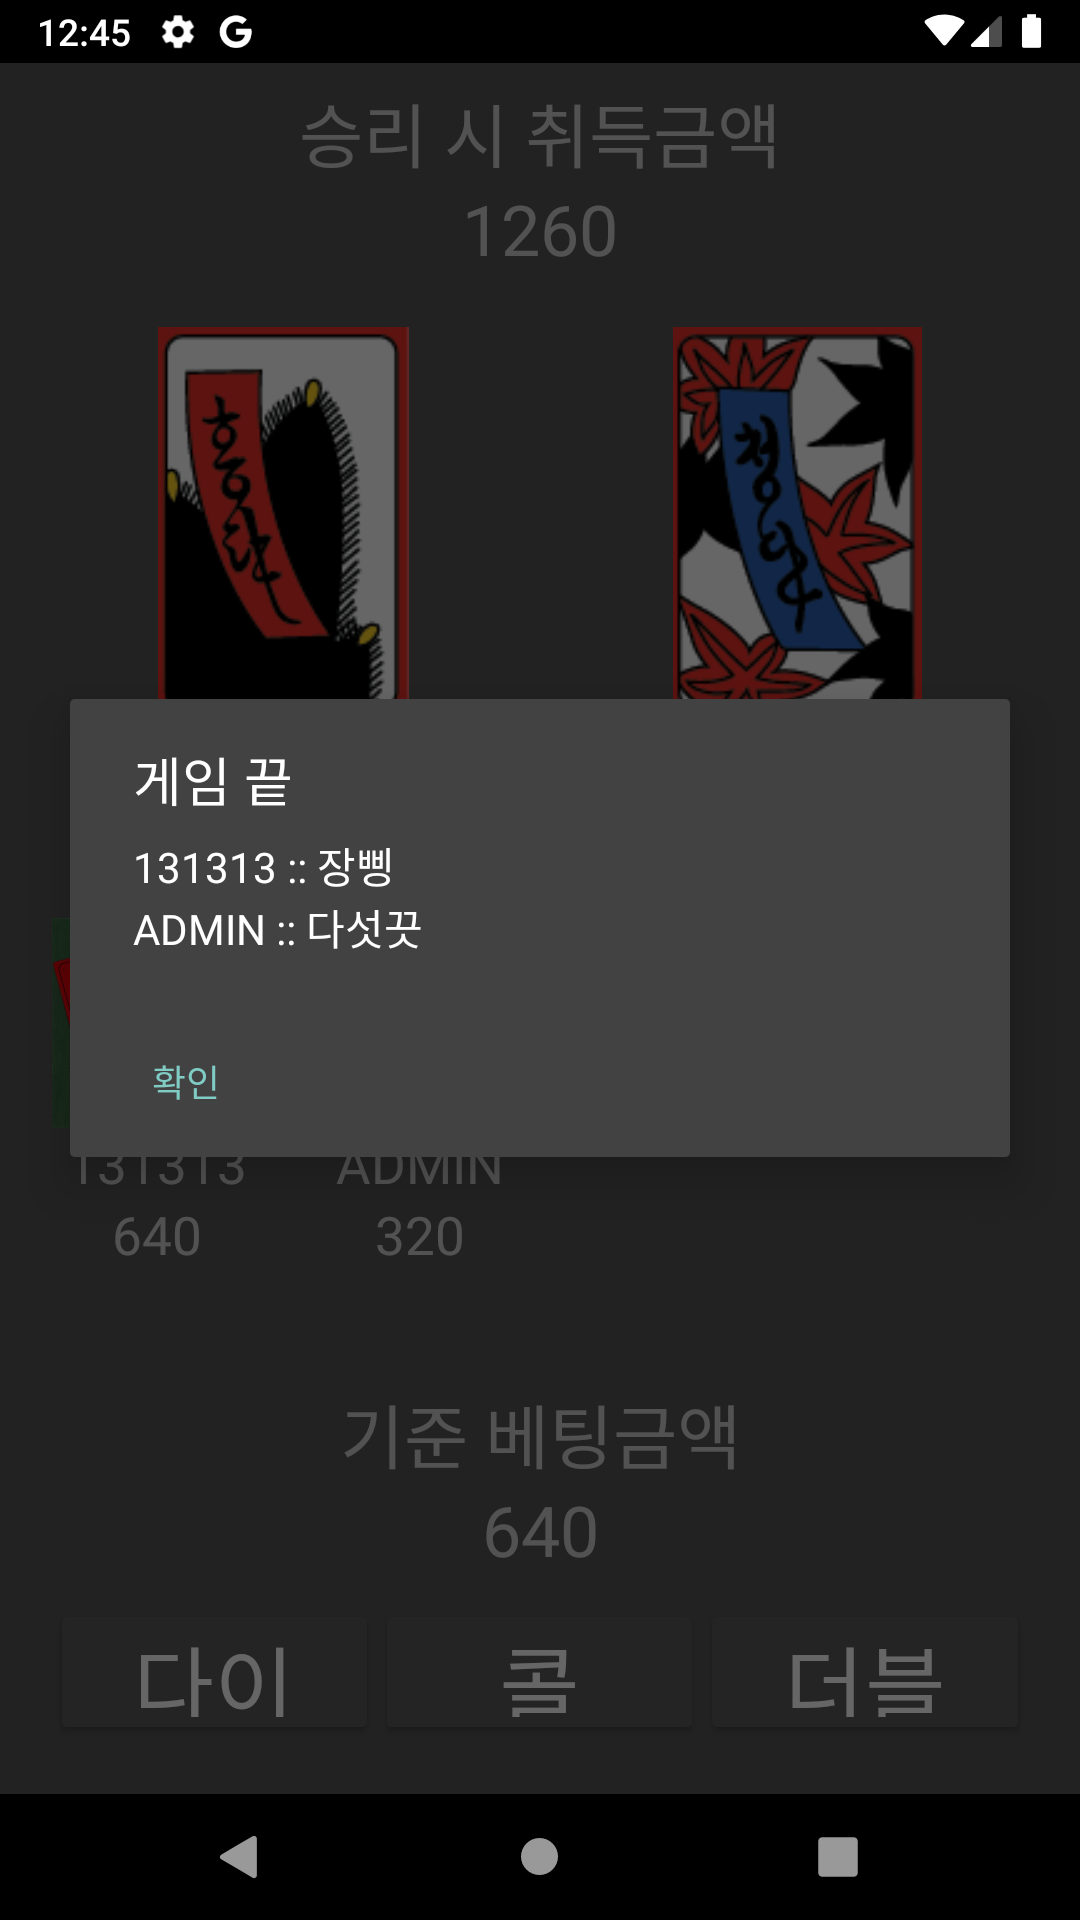 12:45
승리 시 취득금액
1260
홍단
청단
게임 끝
131313 :: 장삥
ADMIN :: 다섯끗
확인
131313 ADMIN
640 320
기준 베팅금액
640
다이 콜 더블